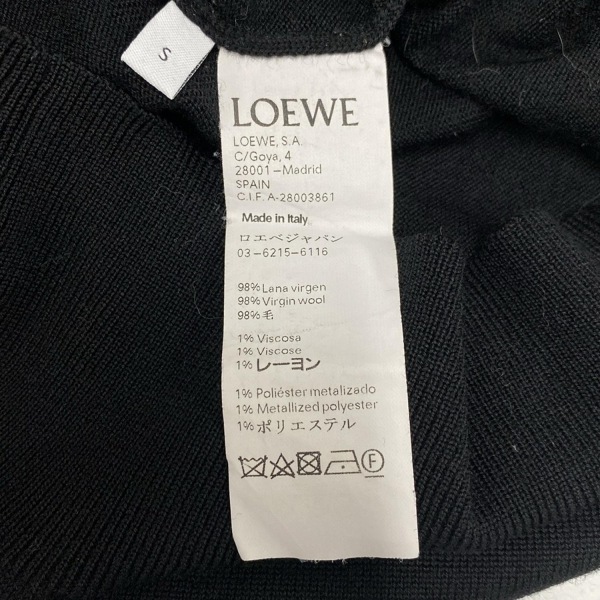 S
LOEWE
LOEWE, S.A.
C/Goya, 4
28001 – Madrid
SPAIN
C.I.F. A-28003861
Made in Italy
ロエベジャパン
03-6215-6116
98% Lana virgen
98% Virgin wool
98% 毛
1% Viscosa
1% Viscose
1% レーヨン
1% Poliéster metalizado
1% Metallized polyester
1% ポリエステル
F